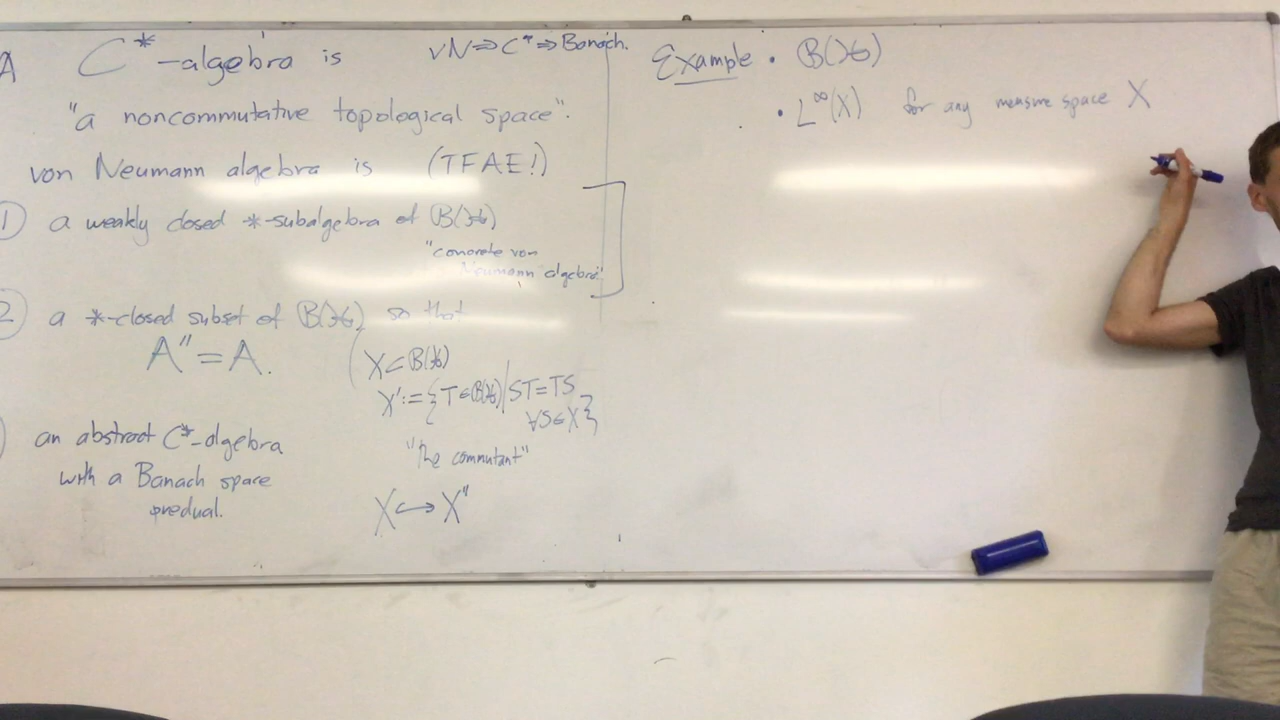 A C*-algebra is
vN ⇒ C* ⇒ Banach.
"a noncommutative topological space".
von Neumann algebra is (TFAE!)
① a weakly closed *-subalgebra of B(ℋ)
"concrete von
Neumann algebra"
2 a *-closed subset of B(ℋ) so that
A'' = A.
(X ⊂ B(ℋ)
X' := {T ∈ B(ℋ) | ST = TS
∀S ∈ X}
"the commutant"
X ↪ X''
) an abstract C*-algebra
with a Banach space
predual.
Example • B(ℋ)
• L^∞(X) for any measure space X